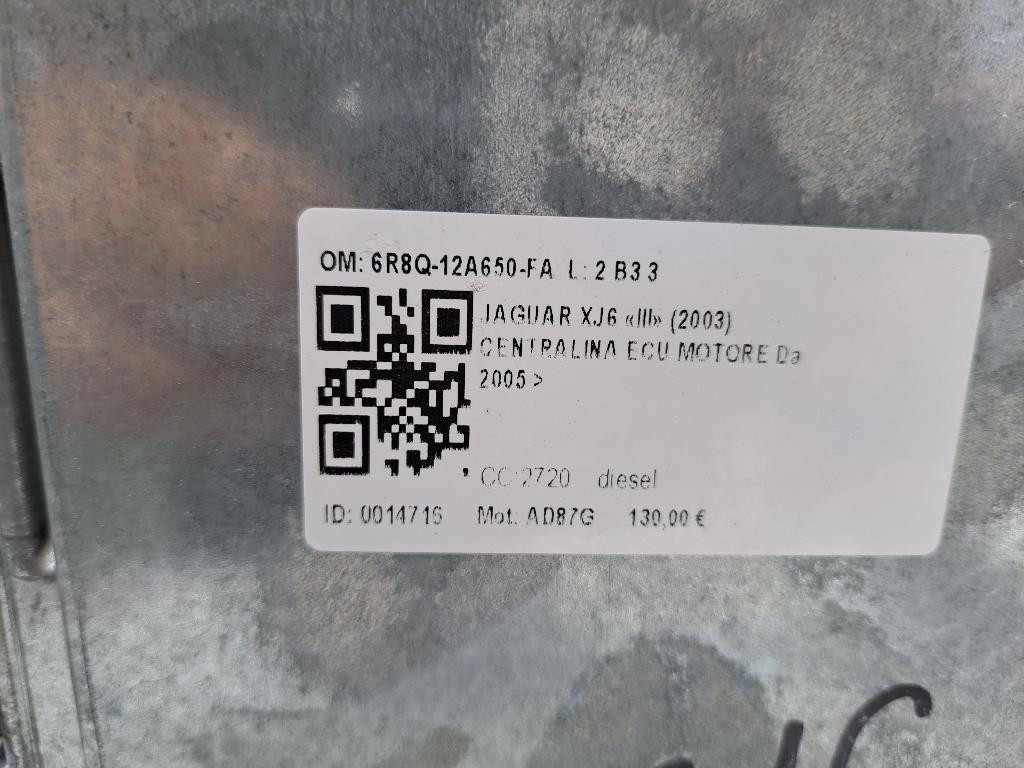 OM: 6R8Q-12A650-FA L: 2 B3 3
JAGUAR XJ6 «III» (2003)
CENTRALINA ECU MOTORE Da
2005 >
CC:2720 diesel
ID: 0014716 Mot: AD87G 130,00 €